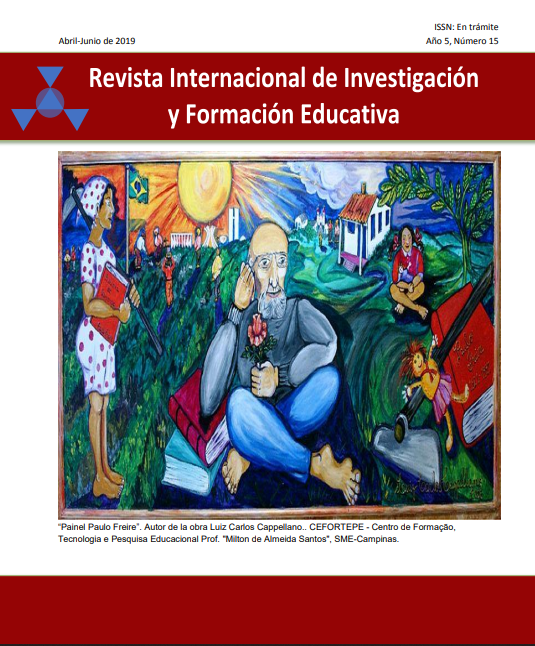 ISSN: En trámite
Abril-Junio de 2019 Año 5, Número 15
Revista Internacional de Investigación
y Formación Educativa
"Painel Paulo Freire". Autor de la obra Luiz Carlos Cappellano.. CEFORTEPE - Centro de Formação,
Tecnologia e Pesquisa Educacional Prof. "Milton de Almeida Santos", SME-Campinas.